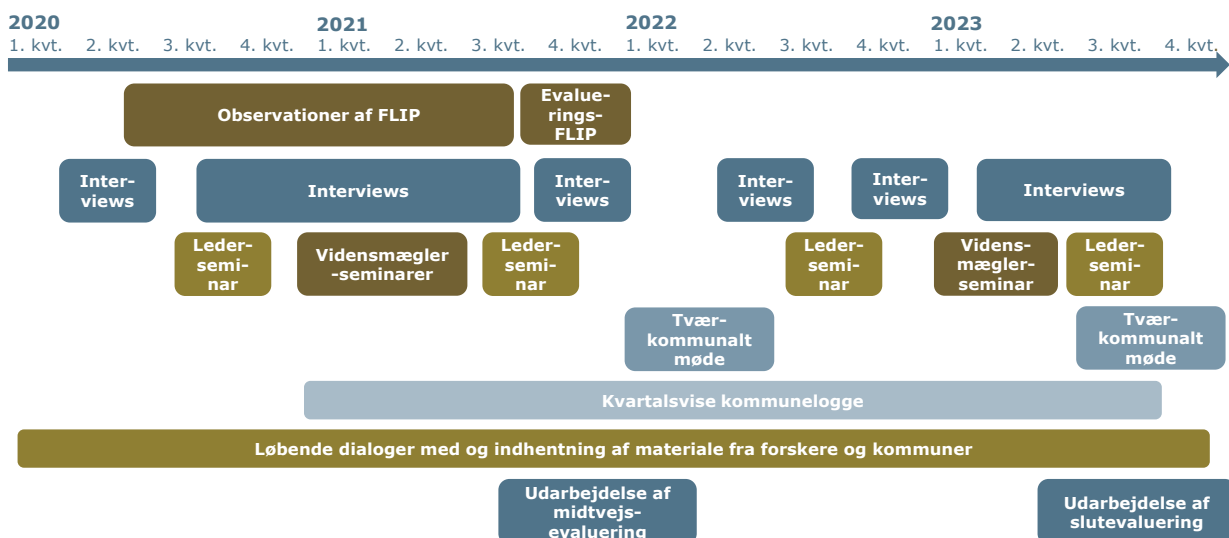 2020
2021
2022
2023
1. kvt. 2. kvt. 3. kvt. 4. kvt. 1. kvt. 2. kvt. 3. kvt. 4. kvt. 1. kvt. 2. kvt. 3. kvt. 4. kvt. 1. kvt. 2. kvt. 3. kvt. 4. kvt.
Observationer af FLIP
Evalue-
rings-
FLIP
Inter-
views
Interviews
Inter-
views
Inter-
views
Inter-
views
Interviews
Leder-
semi-
nar
Vidensmægler
-seminarer
Leder-
semi-
nar
Leder-
semi-
nar
Videns-
mægler-
seminar
Leder-
semi-
nar
Tvær-
kommunalt
møde
Tvær-
kommunalt
møde
Kvartalsvise kommunelogge
Løbende dialoger med og indhentning af materiale fra forskere og kommuner
Udarbejdelse af
midtvejs-
evaluering
Udarbejdelse af
slutevaluering